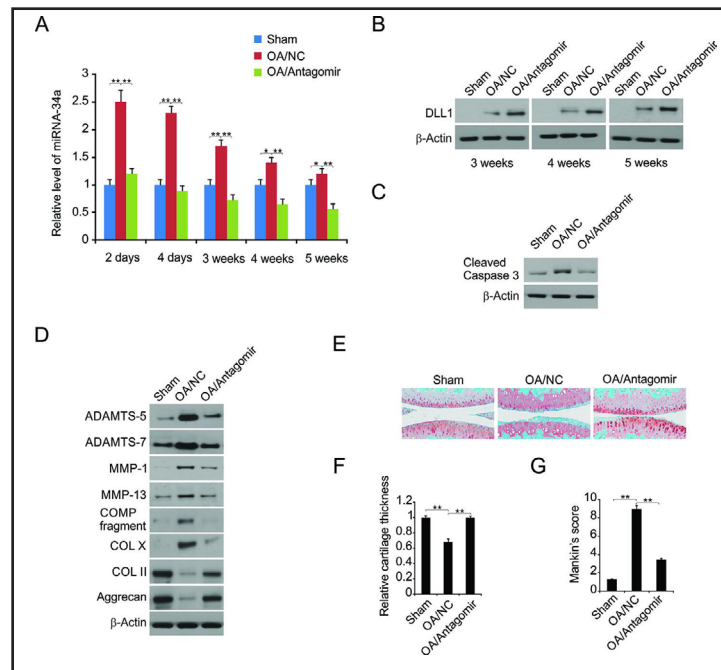 A
Sham
OA/NC
OA/Antagomir
Relative level of miRNA-34a
3
2.5
2
1.5
1
0.5
0
** **
** **
** **
* **
* **
2 days
4 days
3 weeks
4 weeks
5 weeks
B
Sham
OA/NC
OA/Antagomir
Sham
OA/NC
OA/Antagomir
Sham
OA/NC
OA/Antagomir
DLL1
β-Actin
3 weeks
4 weeks
5 weeks
C
Sham
OA/NC
OA/Antagomir
Cleaved
Caspase 3
β-Actin
D
Sham
OA/NC
OA/Antagomir
ADAMTS-5
ADAMTS-7
MMP-1
MMP-13
COMP
fragment
COL X
COL II
Aggrecan
β-Actin
E
Sham
OA/NC
OA/Antagomir
F
Relative cartilage thickness
1.2
1
0.8
0.6
0.4
0.2
0
** **
Sham
OA/NC
OA/Antagomir
G
Mankin's score
10
8
6
4
2
0
** **
Sham
OA/NC
OA/Antagomir